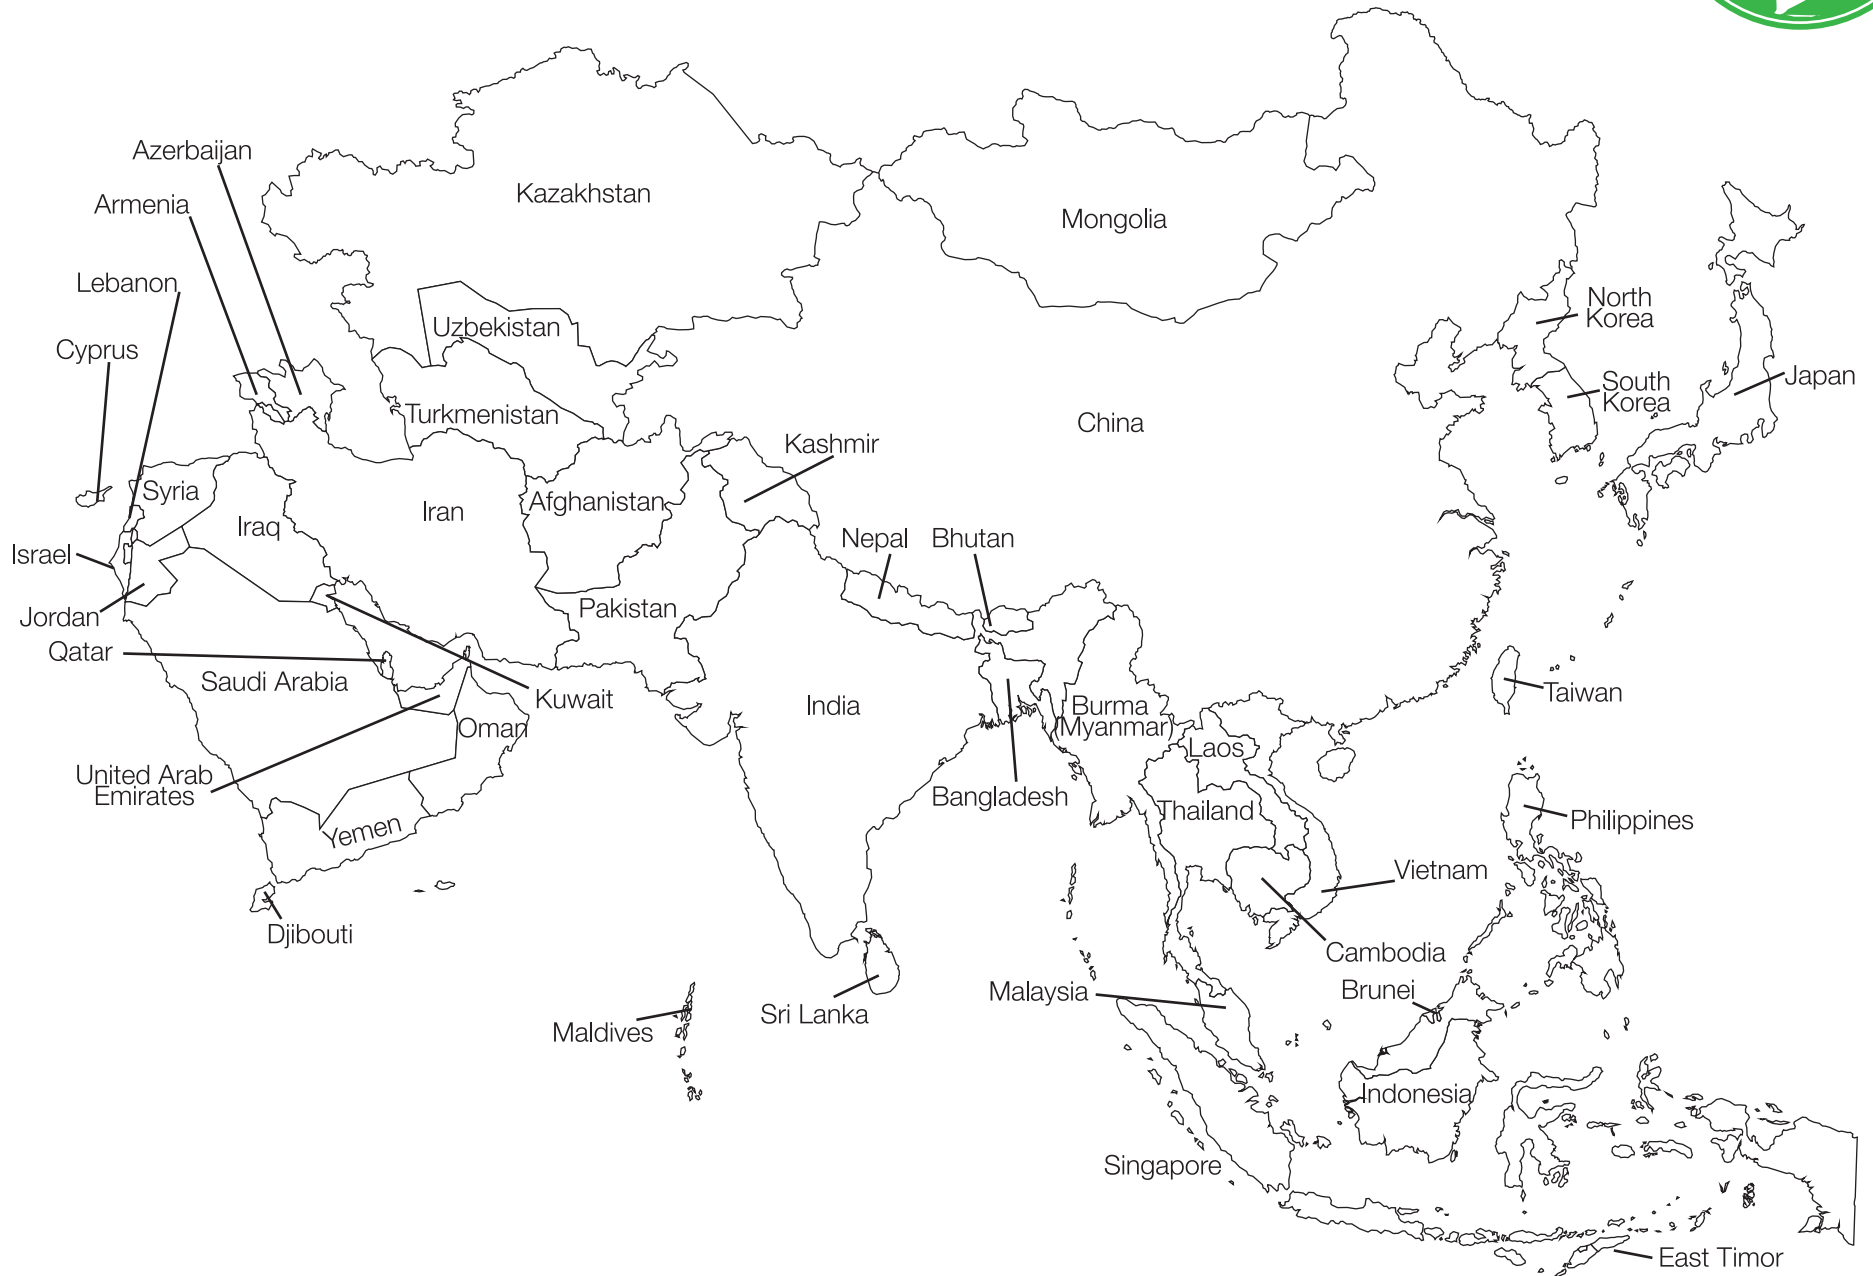 Azerbaijan
Armenia
Lebanon
Cyprus
Israel
Jordan
Qatar
Syria
Iraq
Iran
Saudi Arabia
United Arab
Emirates
Kuwait
Oman
Yemen
Djibouti
Kazakhstan
Uzbekistan
Turkmenistan
Afghanistan
Pakistan
Kashmir
Nepal
Bhutan
India
Bangladesh
Sri Lanka
Maldives
Mongolia
China
North
Korea
South
Korea
Japan
Taiwan
Burma
(Myanmar)
Laos
Thailand
Vietnam
Cambodia
Philippines
Malaysia
Brunei
Indonesia
Singapore
East Timor